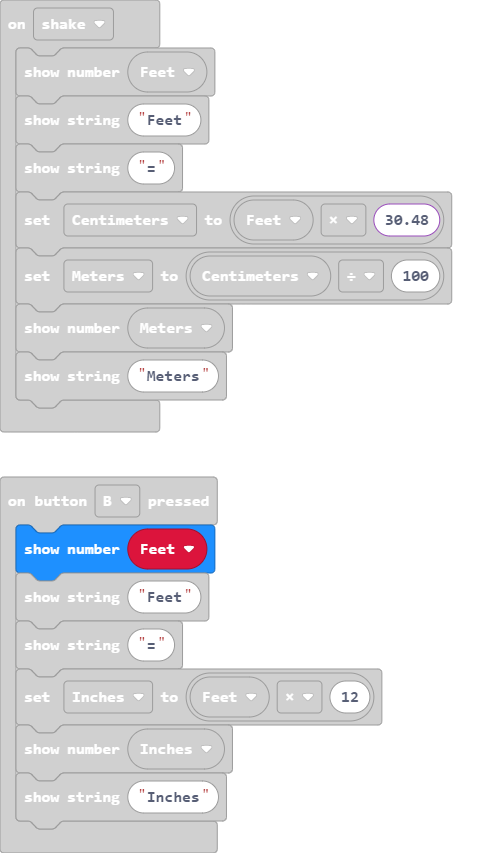 on shake
show number Feet
show string "Feet"
show string "="
set Centimeters to Feet × 30.48
set Meters to Centimeters ÷ 100
show number Meters
show string "Meters"
on button B pressed
show number Feet
show string "Feet"
show string "="
set Inches to Feet × 12
show number Inches
show string "Inches"